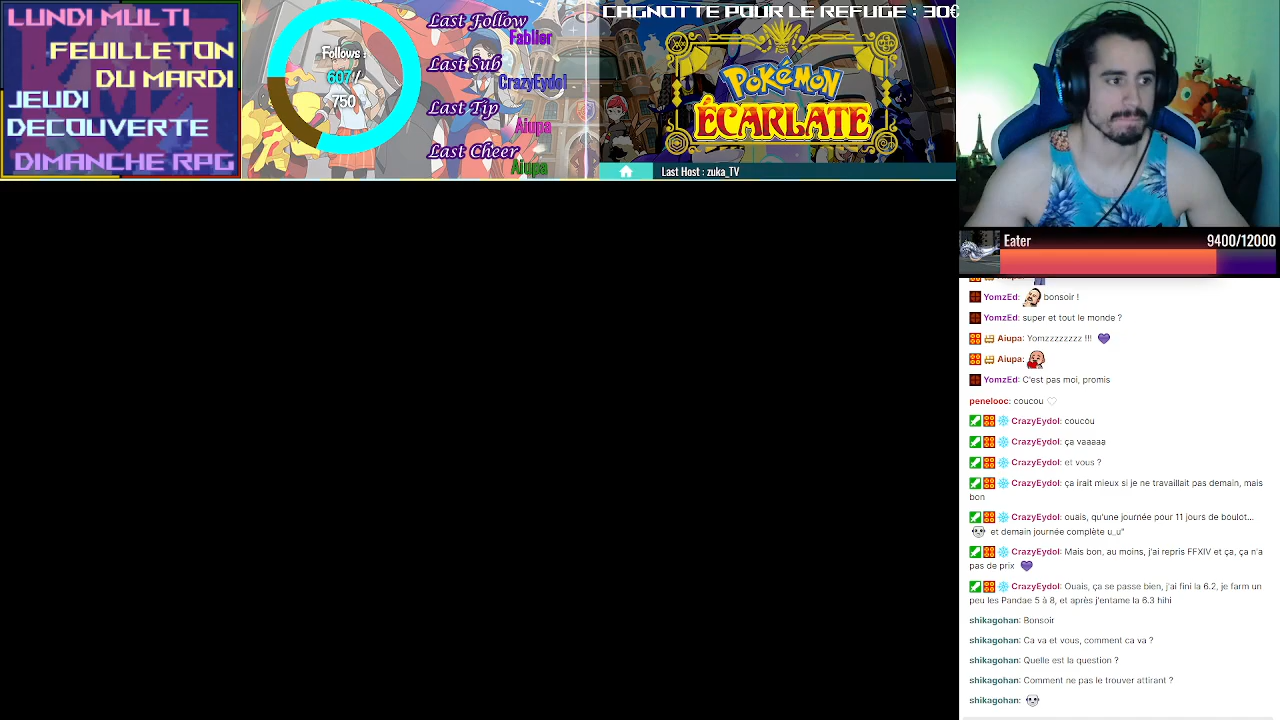 LUNDI MULTI
FEUILLETON
DU MARDI
JEUDI
DECOUVERTE
DIMANCHE RPG
Follows :
607/
750
Last Follow
Fablier
Last Sub
CrazyEydol
Last Tip
Aiupa
Last Cheer
Aiupa
CAGNOTTE POUR LE REFUGE : 30€
POKéMON
ÉCARLATE
Last Host : zuka_TV
Eater 9400/12000
YomzEd: bonsoir !
YomzEd: super et tout le monde ?
Aiupa: Yomzzzzzzzz !!!
Aiupa:
YomzEd: C'est pas moi, promis
penelooc: coucou
CrazyEydol: coucou
CrazyEydol: ça vaaaaa
CrazyEydol: et vous ?
CrazyEydol: ça irait mieux si je ne travaillait pas demain, mais
bon
CrazyEydol: ouais, qu'une journée pour 11 jours de boulot...
et demain journée complète u_u"
CrazyEydol: Mais bon, au moins, j'ai repris FFXIV et ça, ça n'a
pas de prix
CrazyEydol: Ouais, ça se passe bien, j'ai fini la 6.2, je farm un
peu les Pandae 5 à 8, et après j'entame la 6.3 hihi
shikagohan: Bonsoir
shikagohan: Ca va et vous, comment ca va ?
shikagohan: Quelle est la question ?
shikagohan: Comment ne pas le trouver attirant ?
shikagohan: